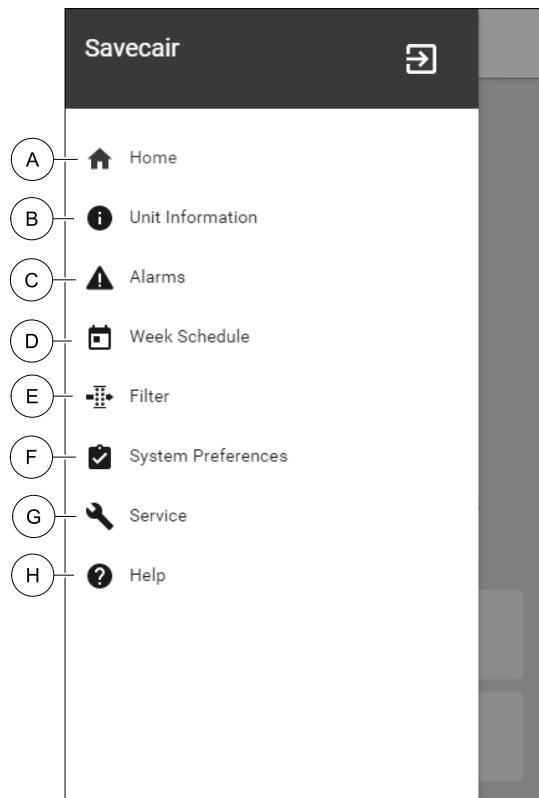 Savecair
A Home
B Unit Information
C Alarms
D Week Schedule
E Filter
F System Preferences
G Service
H Help